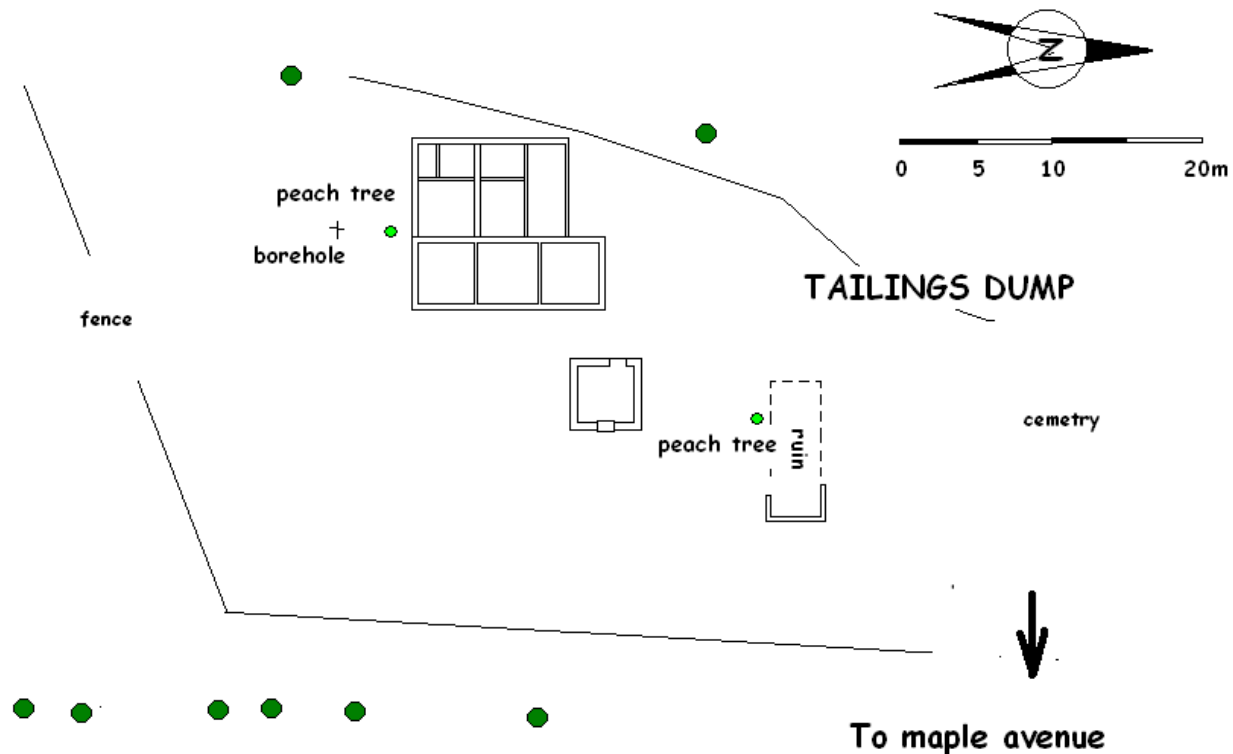 N
0 5 10 20m
peach tree
borehole
TAILINGS DUMP
fence
cemetry
peach tree
ruin
To maple avenue